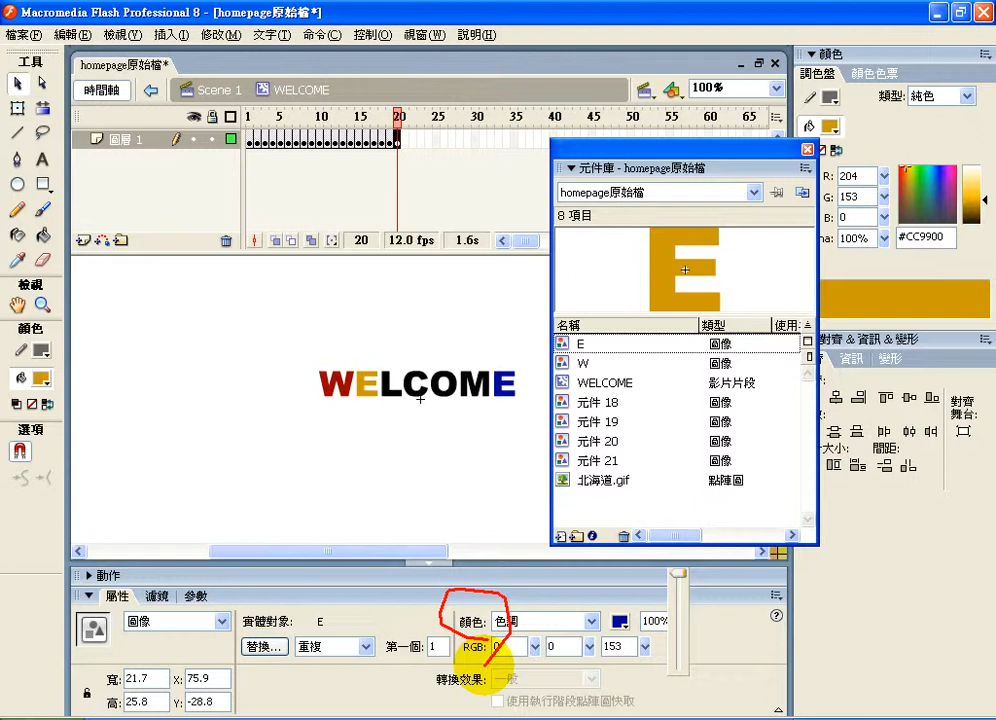 Macromedia Flash Professional 8 - [homepage原始檔*]
檔案(F) 編輯(E) 檢視(V) 插入(I) 修改(M) 文字(T) 命令(C) 控制(O) 視窗(W) 說明(H)
工具
檢視
顏色
選項
homepage原始檔*
時間軸 Scene 1 WELCOME 100%
1 5 10 15 20 25 30 35 40 45 50 55 60 65
圖層 1
20 12.0 fps 1.6s
WELCOME
元件庫 - homepage原始檔
homepage原始檔
8 項目
E
名稱 類型 使用
E 圖像
W 圖像
WELCOME 影片片段
元件 18 圖像
元件 19 圖像
元件 20 圖像
元件 21 圖像
北海道.gif 點陣圖
顏色
調色盤 顏色色票
類型: 純色
R: 204
G: 153
B: 0
100% #CC9900
對齊 & 資訊 & 變形
資訊 變形
對齊
舞台:
大小: 間距:
動作
屬性 濾鏡 參數
圖像 實體對象: E 顏色: 色調 100%
替換... 重複 第一個: 1 RGB: 0 0 153
寬: 21.7 X: 75.9 轉換效果: 一般
高: 25.8 Y: -28.8 使用執行階段點陣圖快取